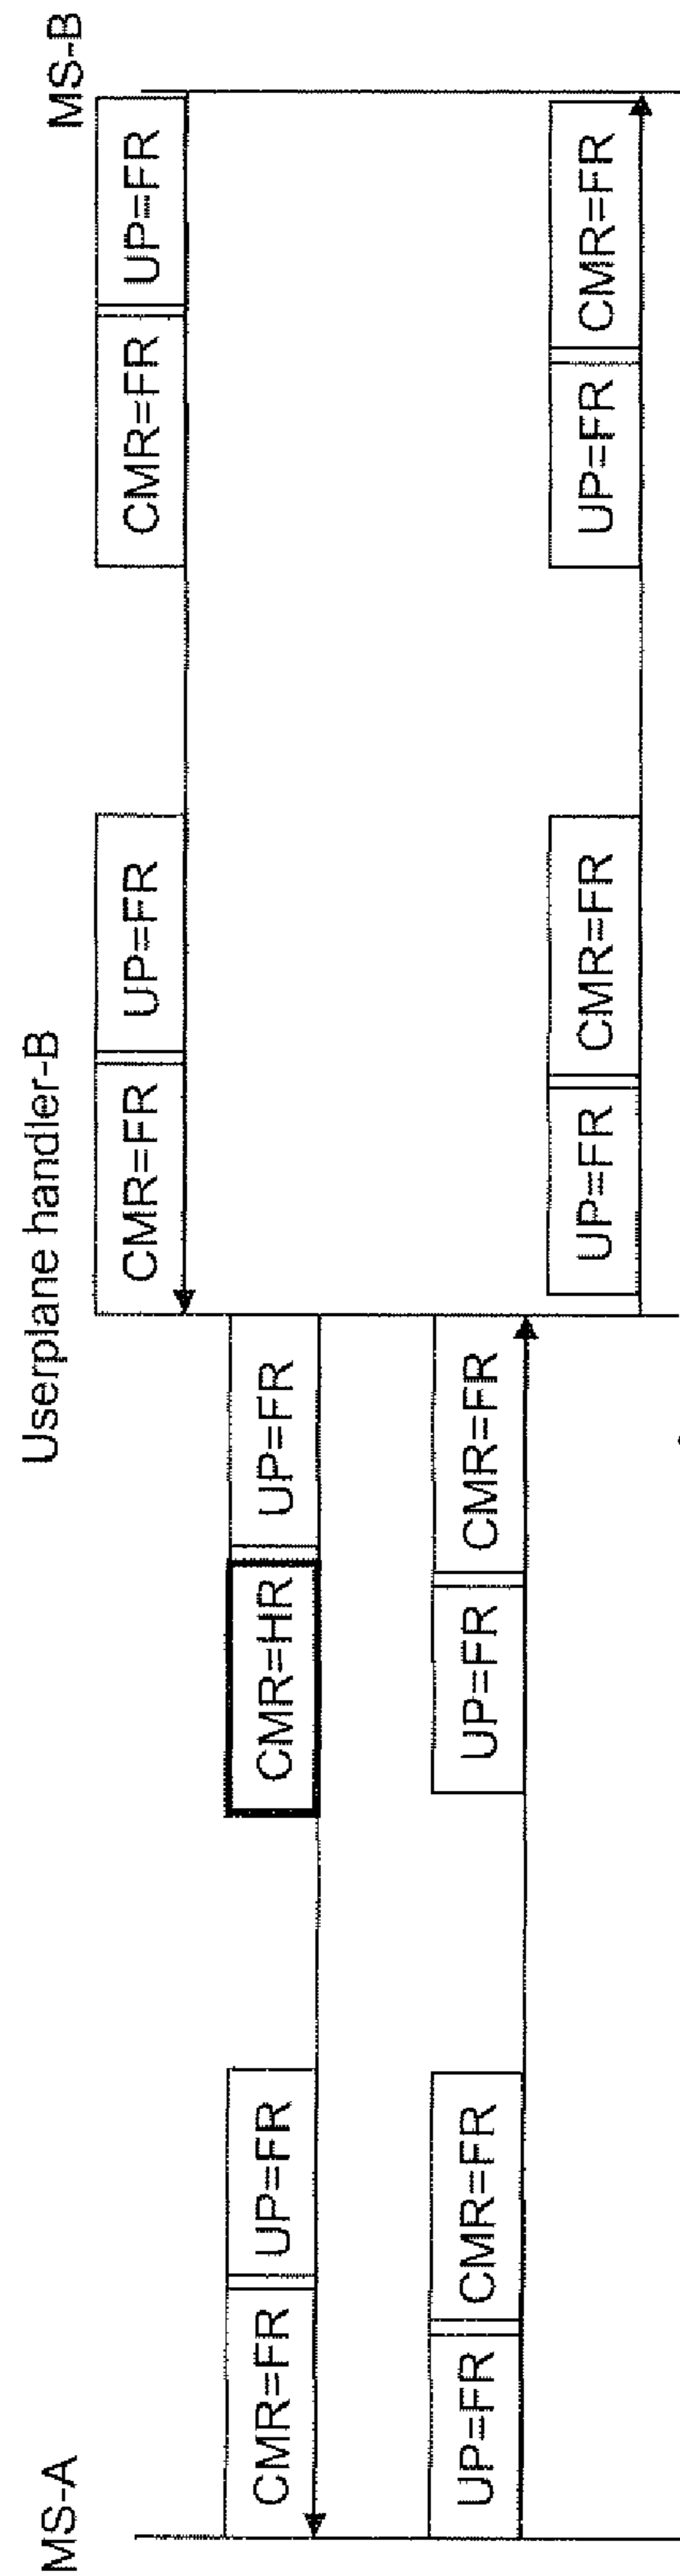 MS-A
Userplane handler-B
MS-B
CMR=FR UP=FR
CMR=FR UP=FR
CMR=FR UP=FR
CMR=HR UP=FR
UP=FR CMR=FR
UP=FR CMR=FR
UP=FR CMR=FR
UP=FR CMR=FR